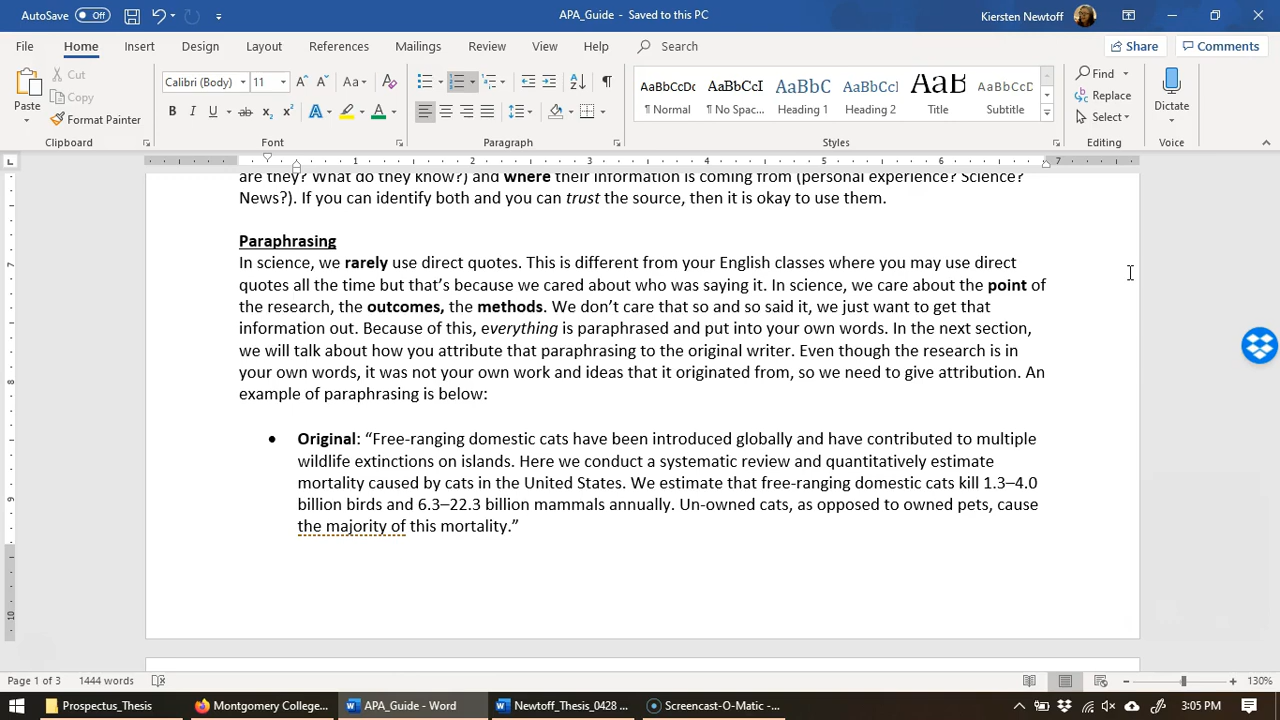 AutoSave Off
APA_Guide - Saved to this PC
Kiersten Newtoff
File Home Insert Design Layout References Mailings Review View Help Search
Share Comments
Paste
Cut
Copy
Format Painter
Calibri (Body) 11
AaBbCcDc AaBbCcI AaBbC AaBbCcI AaB AaBbCcD
¶ Normal ¶ No Spac... Heading 1 Heading 2 Title Subtitle
Find
Replace
Select
Dictate
Clipboard Font Paragraph Styles Editing Voice
1 2 3 4 5 6 7
are they? What do they know?) and where their information is coming from (personal experience? Science?
News?). If you can identify both and you can trust the source, then it is okay to use them.
Paraphrasing
In science, we rarely use direct quotes. This is different from your English classes where you may use direct
quotes all the time but that’s because we cared about who was saying it. In science, we care about the point of
the research, the outcomes, the methods. We don’t care that so and so said it, we just want to get that
information out. Because of this, everything is paraphrased and put into your own words. In the next section,
we will talk about how you attribute that paraphrasing to the original writer. Even though the research is in
your own words, it was not your own work and ideas that it originated from, so we need to give attribution. An
example of paraphrasing is below:
• Original: “Free-ranging domestic cats have been introduced globally and have contributed to multiple
wildlife extinctions on islands. Here we conduct a systematic review and quantitatively estimate
mortality caused by cats in the United States. We estimate that free-ranging domestic cats kill 1.3–4.0
billion birds and 6.3–22.3 billion mammals annually. Un-owned cats, as opposed to owned pets, cause
the majority of this mortality.”
7
8
9
10
Page 1 of 3 1444 words
130%
Prospectus_Thesis Montgomery College... APA_Guide - Word Newtoff_Thesis_0428 ... Screencast-O-Matic -... 3:05 PM